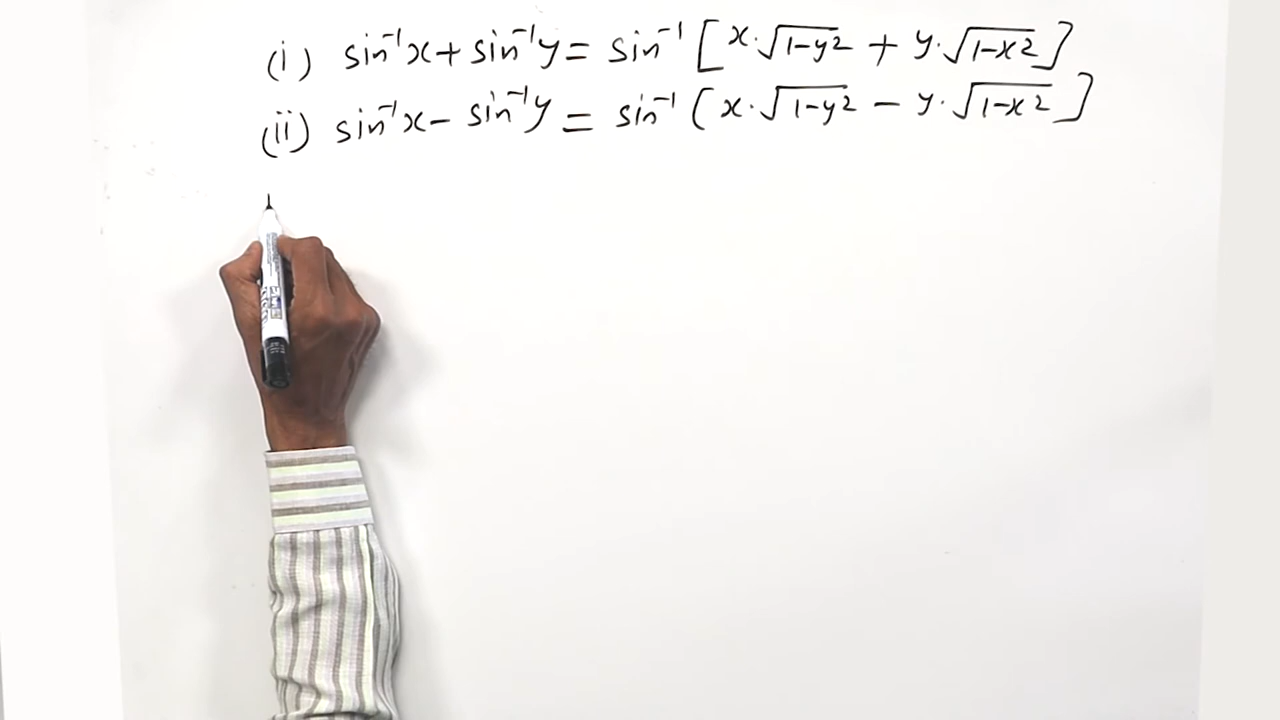 (i) sin⁻¹x + sin⁻¹y = sin⁻¹ [x·√(1-y²) + y·√(1-x²)]
(ii) sin⁻¹x - sin⁻¹y = sin⁻¹ (x·√(1-y²) - y·√(1-x²)]